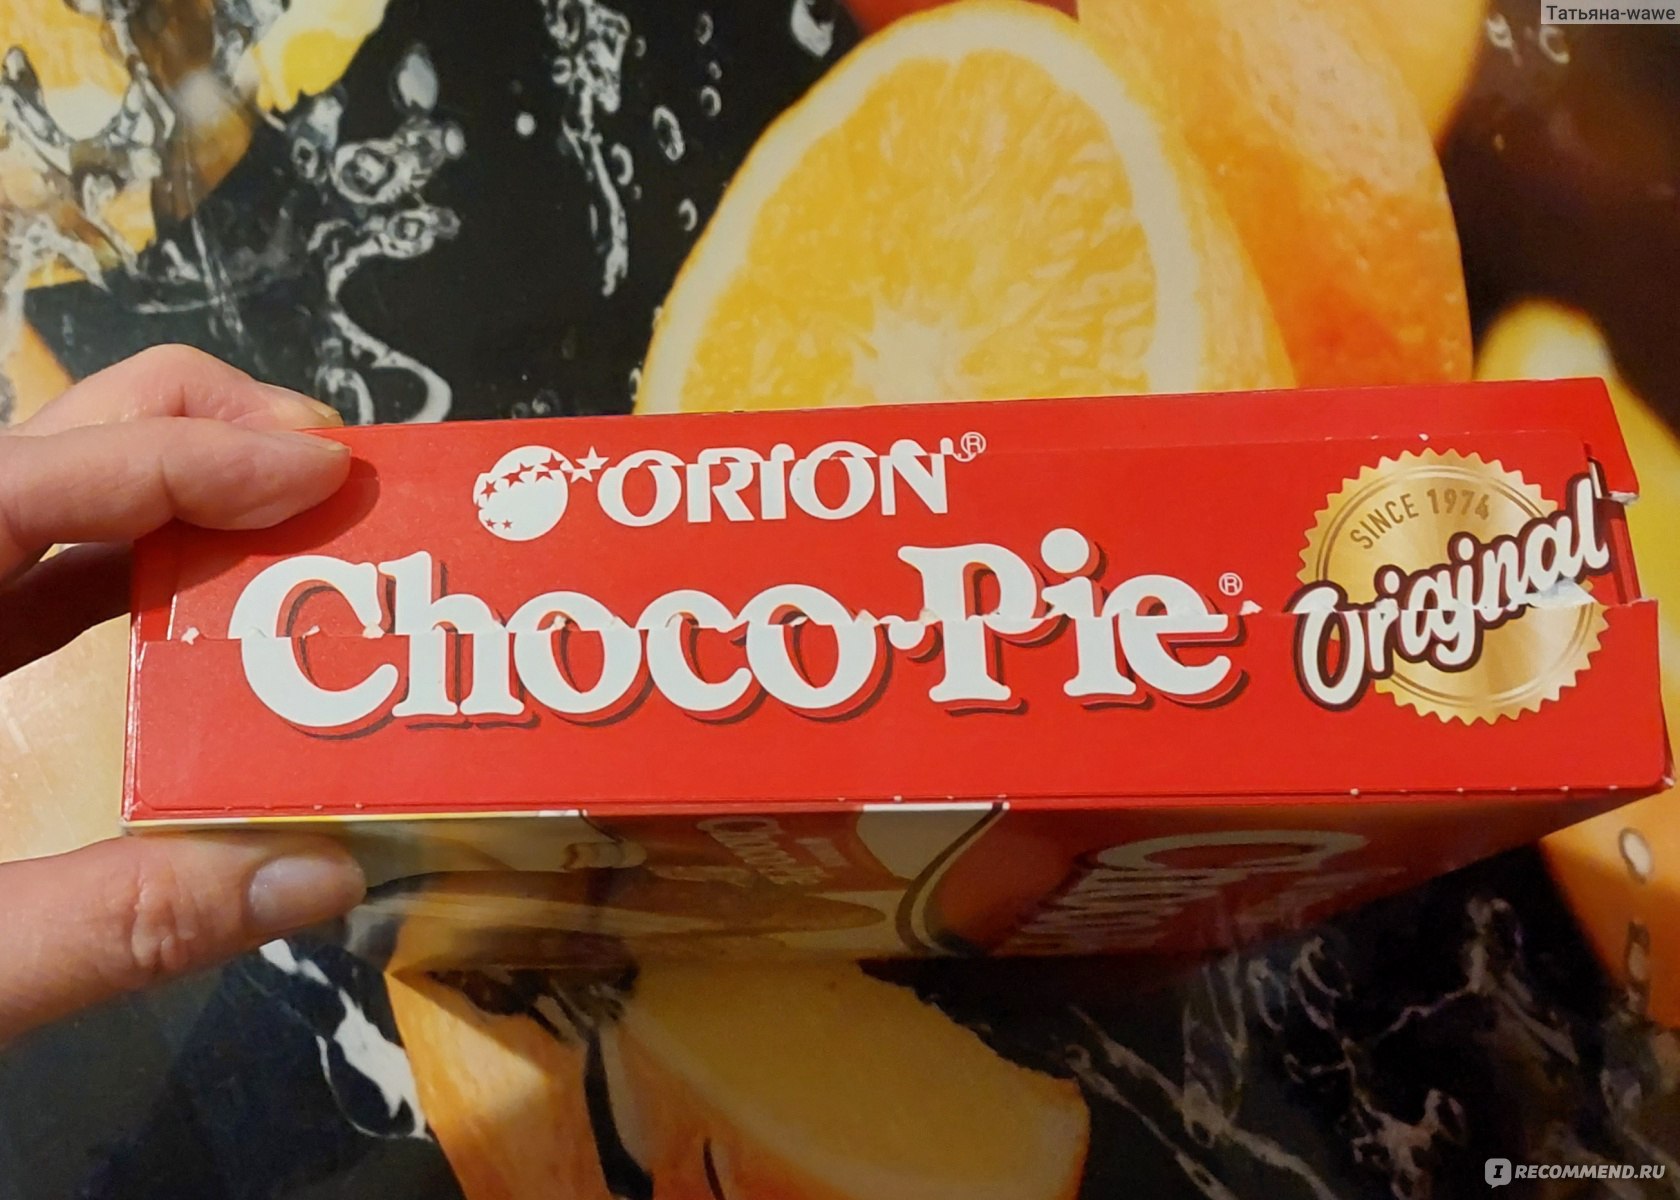 Татьяна-wawe
ORION®
Choco-Pie®
SINCE 1974
Original
RECOMMEND.RU